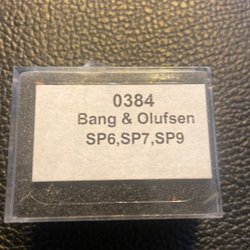 0384
Bang & Olufsen
SP6,SP7,SP9